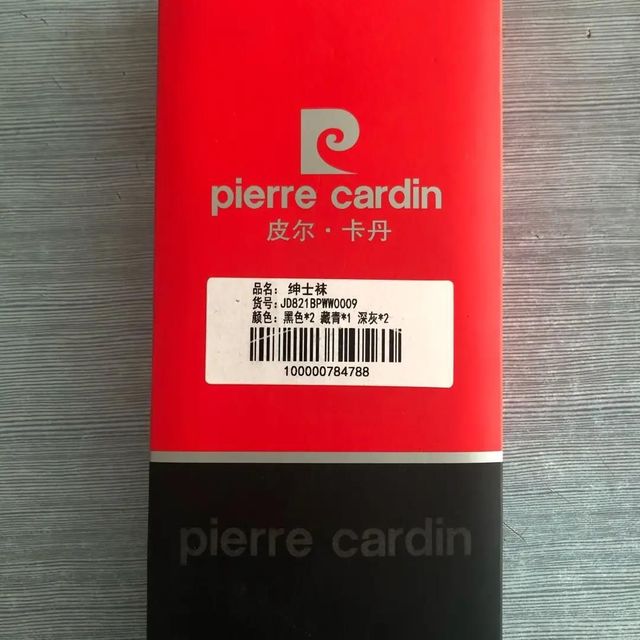 pierre cardin
皮尔·卡丹
品名： 绅士袜
货号：JD821BPWW0009
颜色：黑色*2 藏青*1 深灰*2
100000784788
pierre cardin